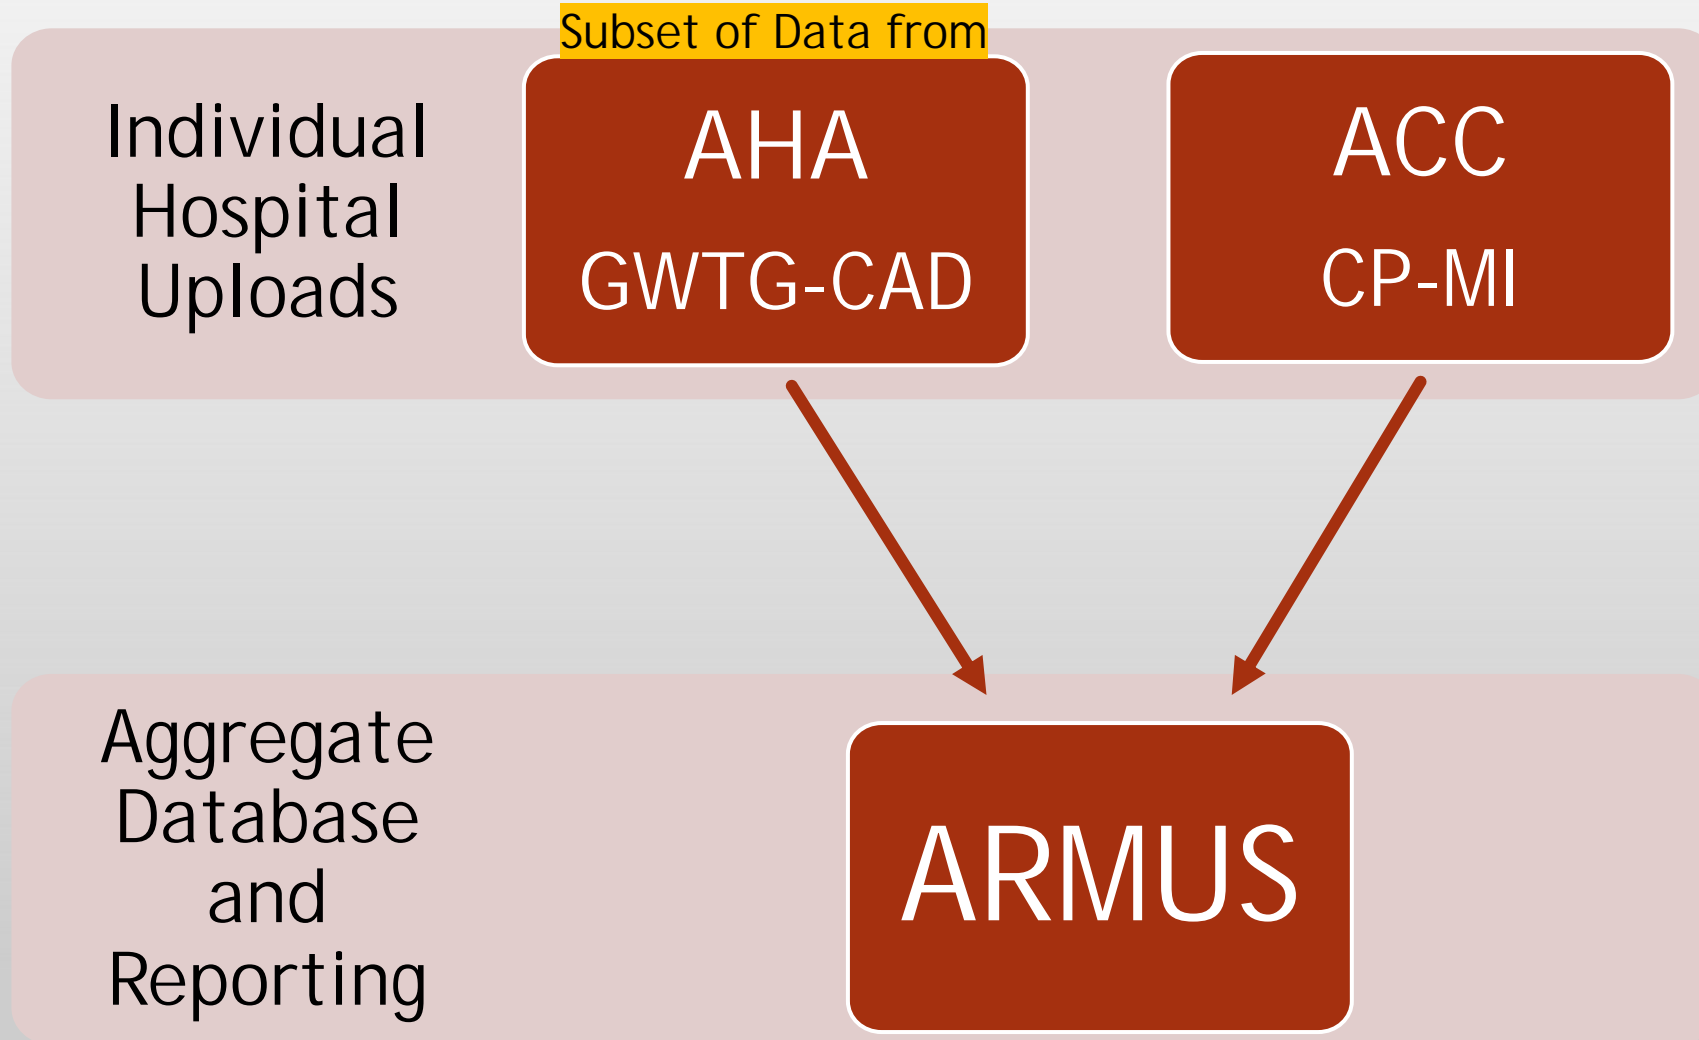 Subset of Data from
Individual
Hospital
Uploads
AHA
GWTG-CAD
ACC
CP-MI
Aggregate
Database
and
Reporting
ARMUS